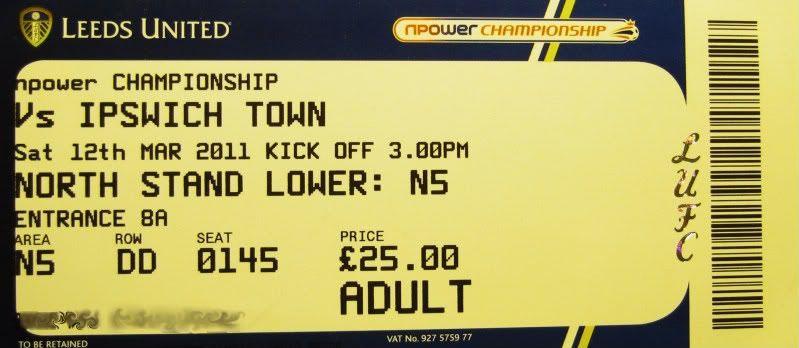 LEEDS UNITED
npower CHAMPIONSHIP
npower CHAMPIONSHIP
Vs IPSWICH TOWN
Sat 12th MAR 2011 KICK OFF 3.00PM
NORTH STAND LOWER: N5
ENTRANCE 8A
AREA ROW SEAT PRICE
N5 DD 0145 £25.00
ADULT
LUFC
TO BE RETAINED
VAT No. 927 5759 77